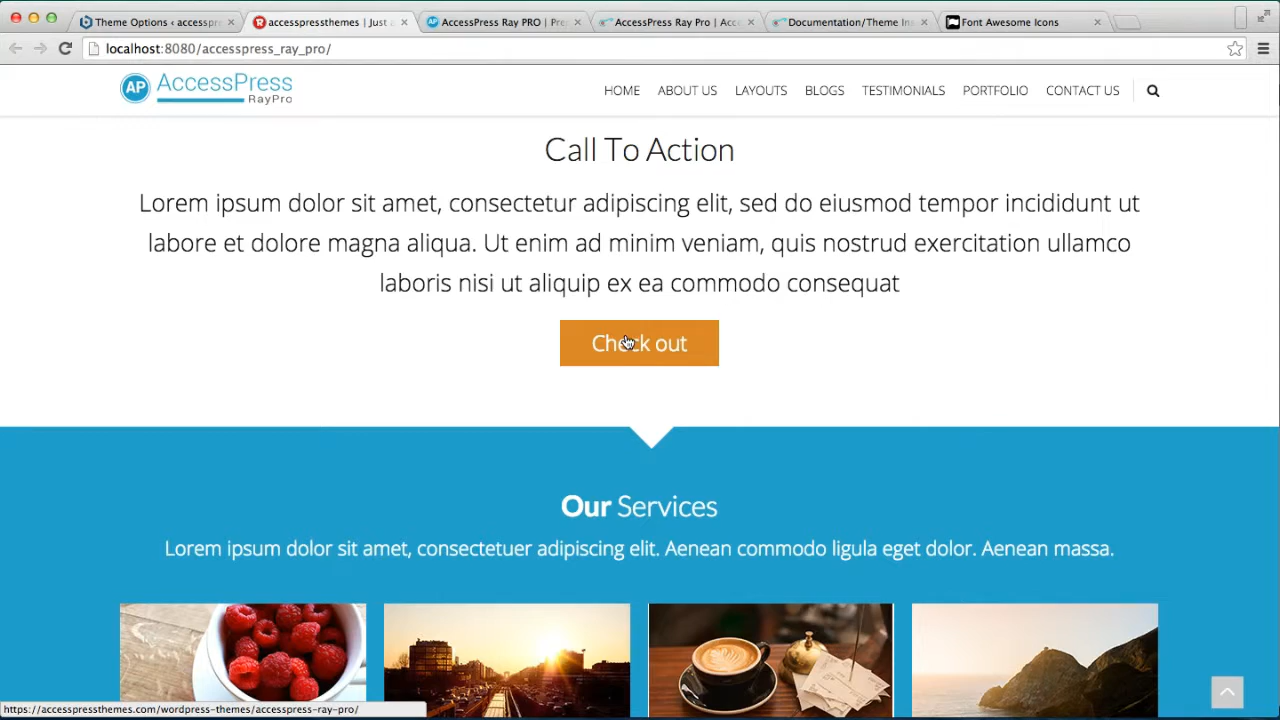 Theme Options ‹ accesspr
accesspressthemes | Just a
AccessPress Ray PRO | Pre
AccessPress Ray Pro | Acc
Documentation/Theme In
Font Awesome Icons
localhost:8080/accesspress_ray_pro/
AP AccessPress
RayPro
HOME ABOUT US LAYOUTS BLOGS TESTIMONIALS PORTFOLIO CONTACT US
Call To Action
Lorem ipsum dolor sit amet, consectetur adipiscing elit, sed do eiusmod tempor incididunt ut
labore et dolore magna aliqua. Ut enim ad minim veniam, quis nostrud exercitation ullamco
laboris nisi ut aliquip ex ea commodo consequat
Check out
Our Services
Lorem ipsum dolor sit amet, consectetuer adipiscing elit. Aenean commodo ligula eget dolor. Aenean massa.
https://accesspressthemes.com/wordpress-themes/accesspress-ray-pro/